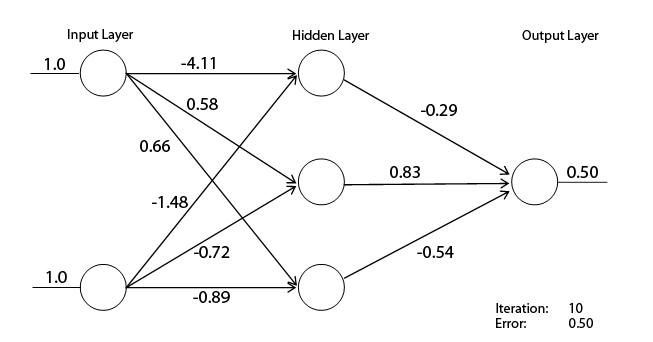 Input Layer
Hidden Layer
Output Layer
1.0
-4.11
0.58
-0.29
0.66
0.83
0.50
-1.48
-0.72
-0.54
1.0
-0.89
Iteration: 10
Error: 0.50